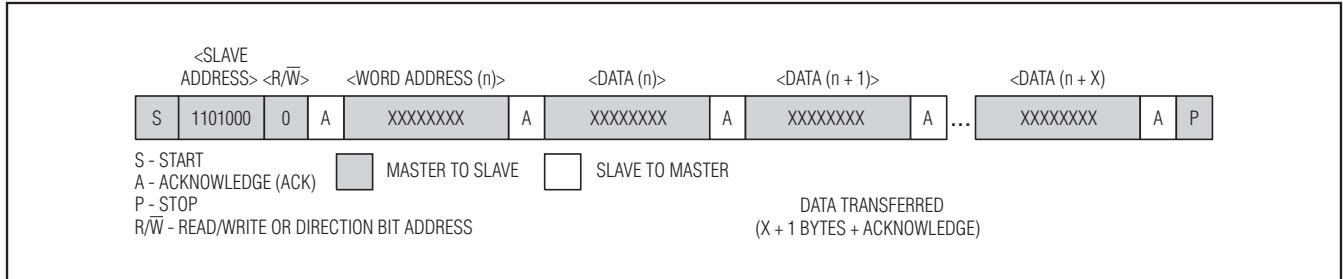 <SLAVE
ADDRESS> <R/W̅> <WORD ADDRESS (n)> <DATA (n)> <DATA (n + 1)> <DATA (n + X)
S 1101000 0 A XXXXXXXX A XXXXXXXX A XXXXXXXX A ... XXXXXXXX A P
S - START
A - ACKNOWLEDGE (ACK)
P - STOP
R/W̅ - READ/WRITE OR DIRECTION BIT ADDRESS
MASTER TO SLAVE SLAVE TO MASTER
DATA TRANSFERRED
(X + 1 BYTES + ACKNOWLEDGE)